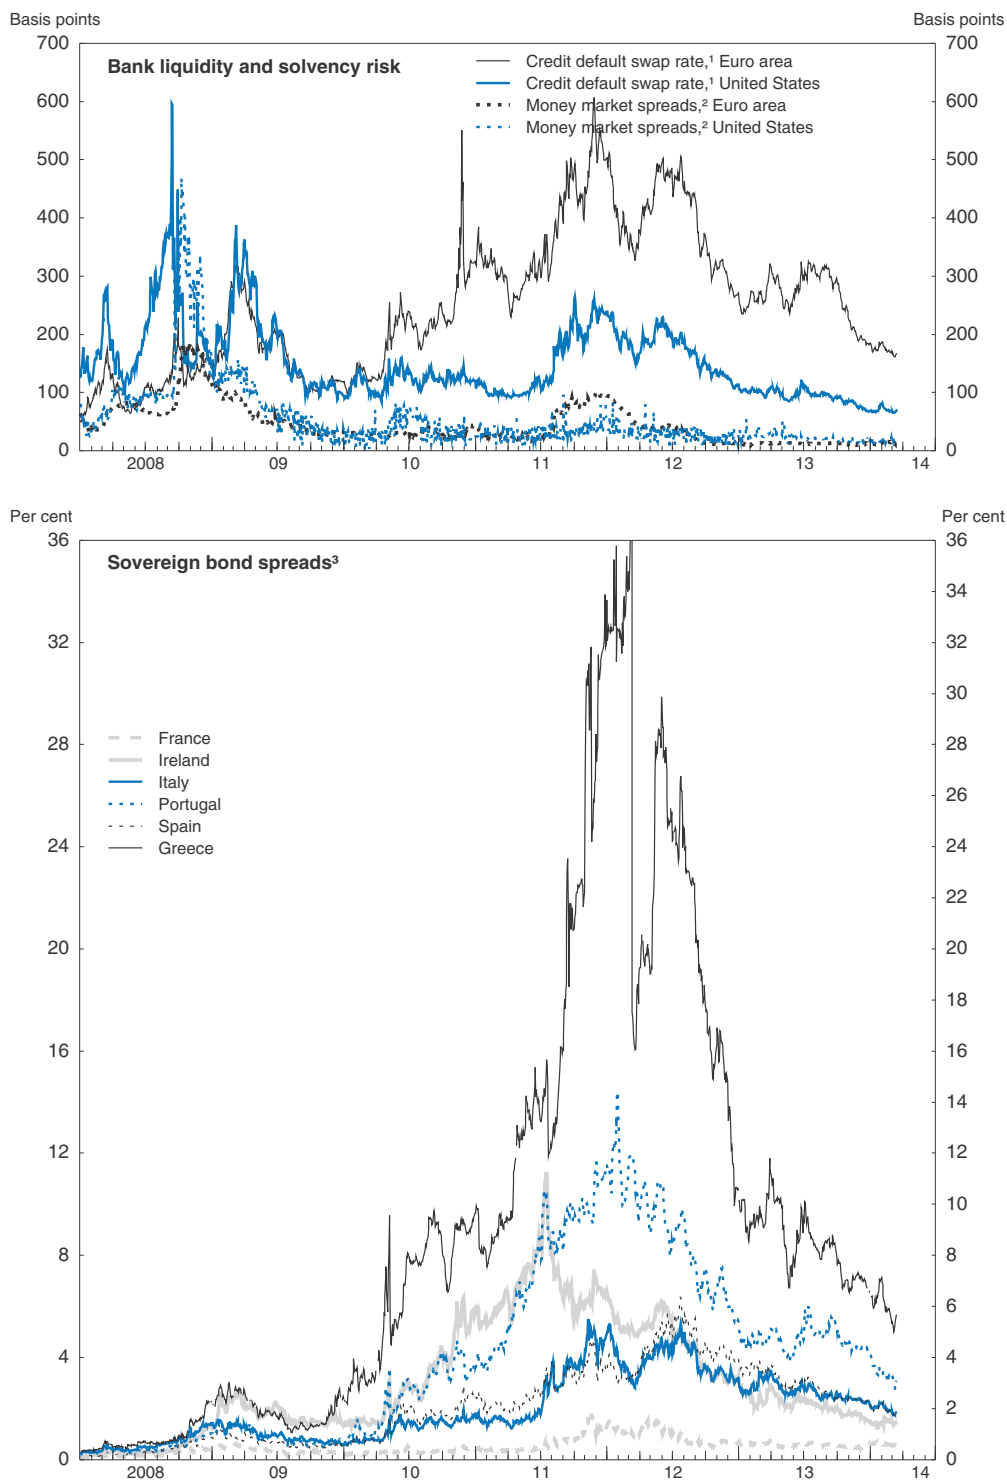 Basis points Basis points
700 700
Bank liquidity and solvency risk
Credit default swap rate,¹ Euro area
Credit default swap rate,¹ United States
Money market spreads,² Euro area
Money market spreads,² United States
600 600
500 500
400 400
300 300
200 200
100 100
0 0
2008 09 10 11 12 13 14
Per cent Per cent
36 36
Sovereign bond spreads³
34
32 32
30
28 28
26
24 24
22
20 20
18
16 16
14
12 12
10
8 8
6
4 4
2
0 0
France
Ireland
Italy
Portugal
Spain
Greece
2008 09 10 11 12 13 14